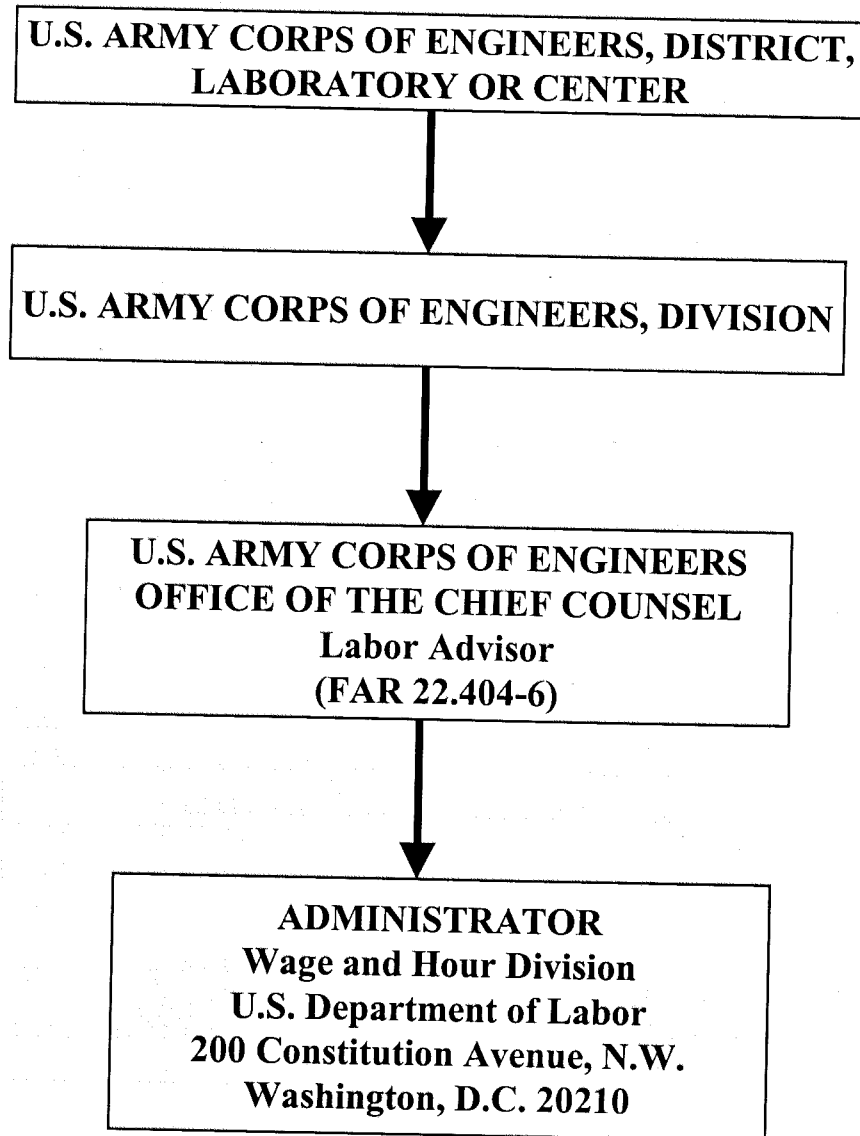 U.S. ARMY CORPS OF ENGINEERS, DISTRICT,
LABORATORY OR CENTER
U.S. ARMY CORPS OF ENGINEERS, DIVISION
U.S. ARMY CORPS OF ENGINEERS
OFFICE OF THE CHIEF COUNSEL
Labor Advisor
(FAR 22.404-6)
ADMINISTRATOR
Wage and Hour Division
U.S. Department of Labor
200 Constitution Avenue, N.W.
Washington, D.C. 20210